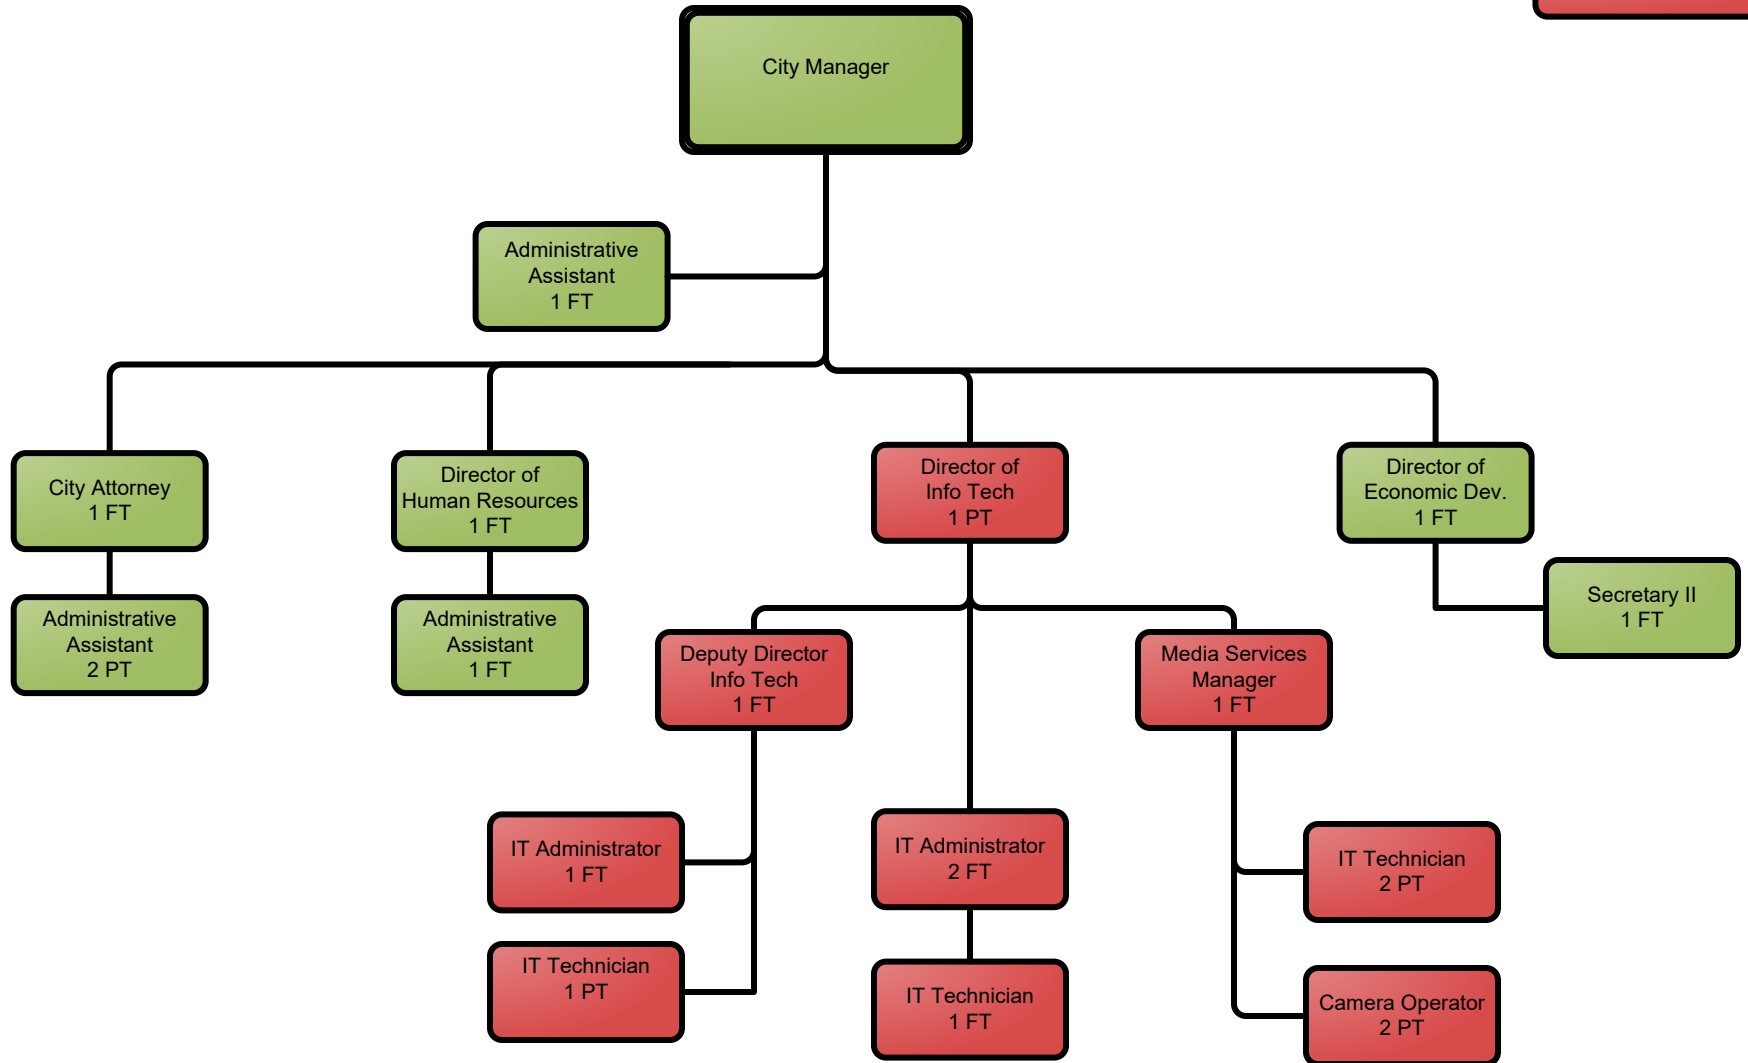 City Manager
Administrative
Assistant
1 FT
City Attorney
1 FT
Director of
Human Resources
1 FT
Director of
Info Tech
1 PT
Director of
Economic Dev.
1 FT
Administrative
Assistant
2 PT
Administrative
Assistant
1 FT
Deputy Director
Info Tech
1 FT
Media Services
Manager
1 FT
Secretary II
1 FT
IT Administrator
1 FT
IT Administrator
2 FT
IT Technician
2 PT
IT Technician
1 PT
IT Technician
1 FT
Camera Operator
2 PT